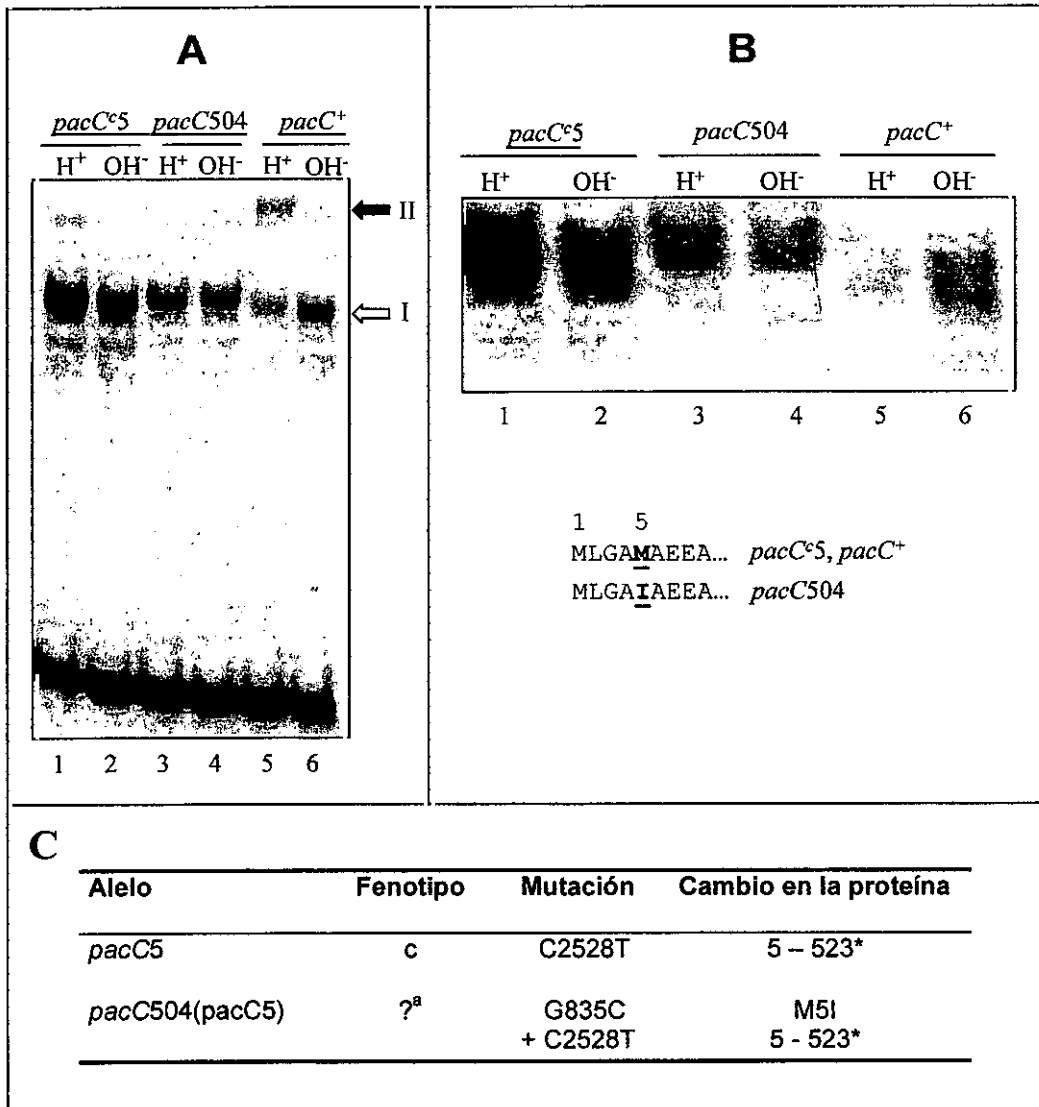 A
pacCᶜ5 pacC504 pacC⁺
H⁺ OH⁻ H⁺ OH⁻ H⁺ OH⁻
II
I
1 2 3 4 5 6
B
pacCᶜ5 pacC504 pacC⁺
H⁺ OH⁻ H⁺ OH⁻ H⁺ OH⁻
1 2 3 4 5 6
1 5
MLGAMAEEA... pacCᶜ5, pacC⁺
MLGAIAEEA... pacC504
C
Alelo Fenotipo Mutación Cambio en la proteína
pacC5 c C2528T 5 – 523*
pacC504(pacC5) ?ᵃ G835C M5I
+ C2528T 5 - 523*